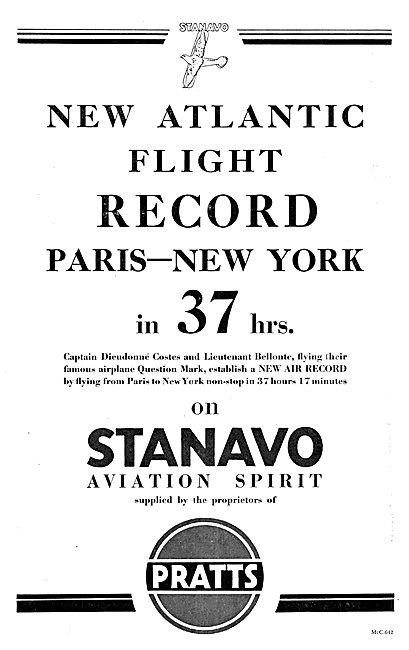 STANAVO
NEW ATLANTIC
FLIGHT
RECORD
PARIS—NEW YORK
in 37 hrs.
Captain Dieudonné Costes and Lieutenant Bellonte, flying their
famous airplane Question Mark, establish a NEW AIR RECORD
by flying from Paris to New York non-stop in 37 hours 17 minutes
on
STANAVO
AVIATION SPIRIT
supplied by the proprietors of
PRATTS
McC-642